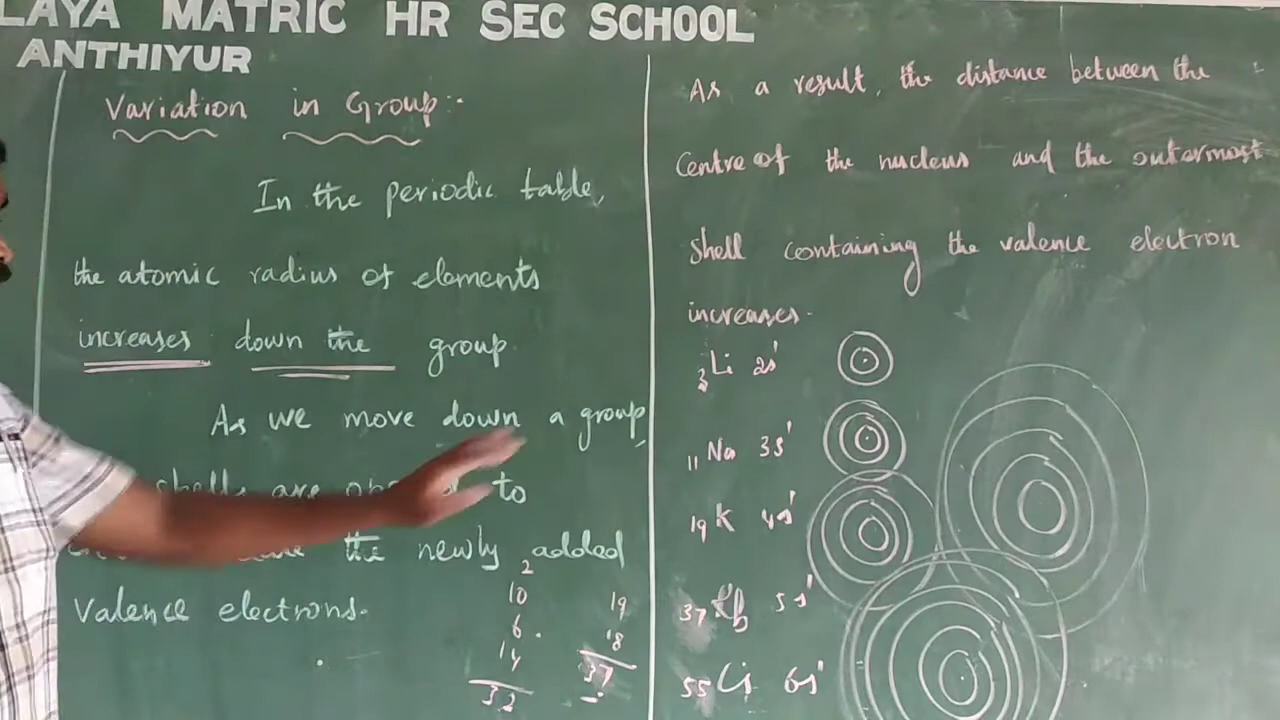 LAYA MATRIC HR SEC SCHOOL
ANTHIYUR
Variation in Group:-
In the periodic table,
the atomic radius of elements
increases down the group
As we move down a group,
shells are to
the newly added
Valence electrons.
2
10
6
14
32
19
18
37
As a result, the distance between the
Centre of the nucleus and the outermost
shell containing the valence electron
increases.
3Li 2s¹
11Na 3s¹
19K 4s¹
37Rb 5s¹
55Cs 6s¹